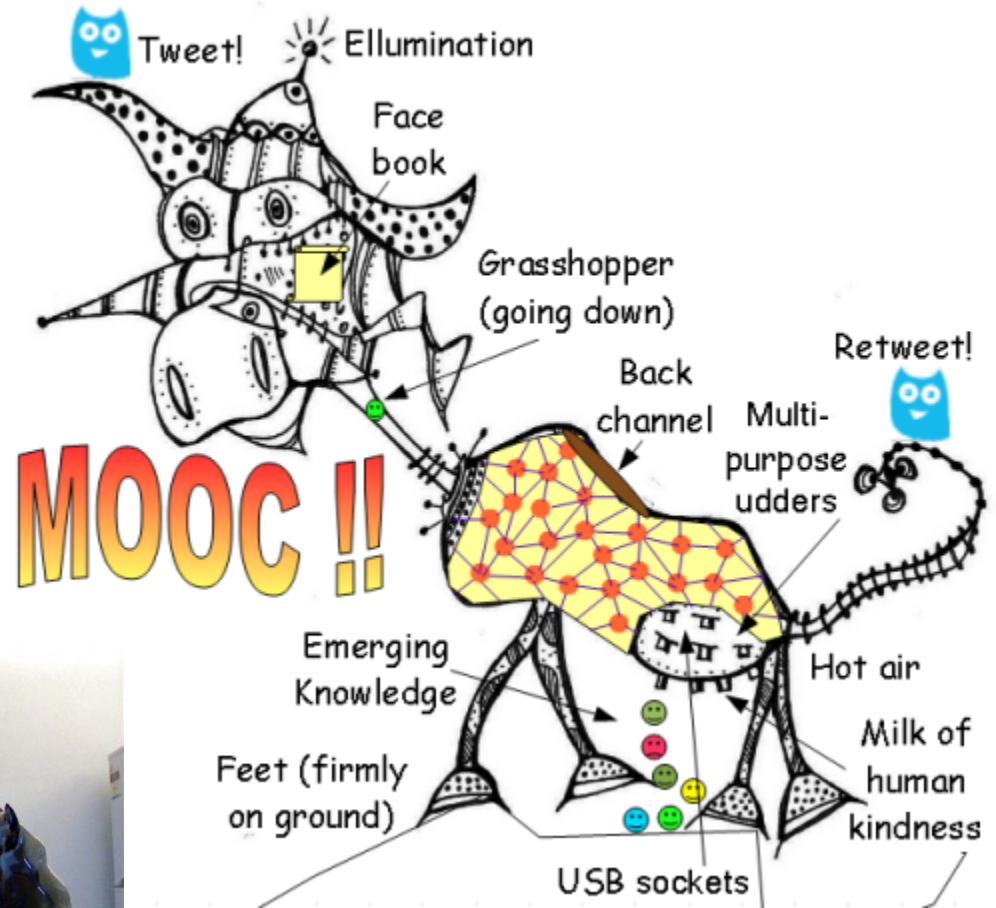 Tweet!
Ellumination
Face
book
Grasshopper
(going down)
Retweet!
Back
channel
Multi-
purpose
udders
MOOC !!
Emerging
Knowledge
Hot air
Feet (firmly
on ground)
Milk of
human
kindness
USB sockets